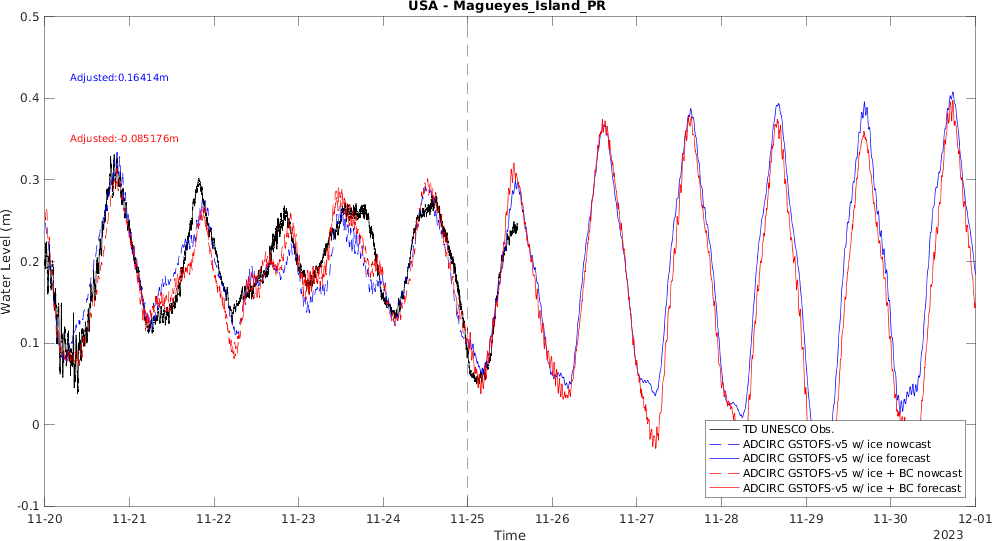 USA - Magueyes_Island_PR
Adjusted:0.16414m
Adjusted:-0.085176m
Water Level (m)
0.5
0.4
0.3
0.2
0.1
0
-0.1
TD UNESCO Obs.
ADCIRC GSTOFS-v5 w/ ice nowcast
ADCIRC GSTOFS-v5 w/ ice forecast
ADCIRC GSTOFS-v5 w/ ice + BC nowcast
ADCIRC GSTOFS-v5 w/ ice + BC forecast
11-20 11-21 11-22 11-23 11-24 11-25 11-26 11-27 11-28 11-29 11-30 12-01
Time
2023